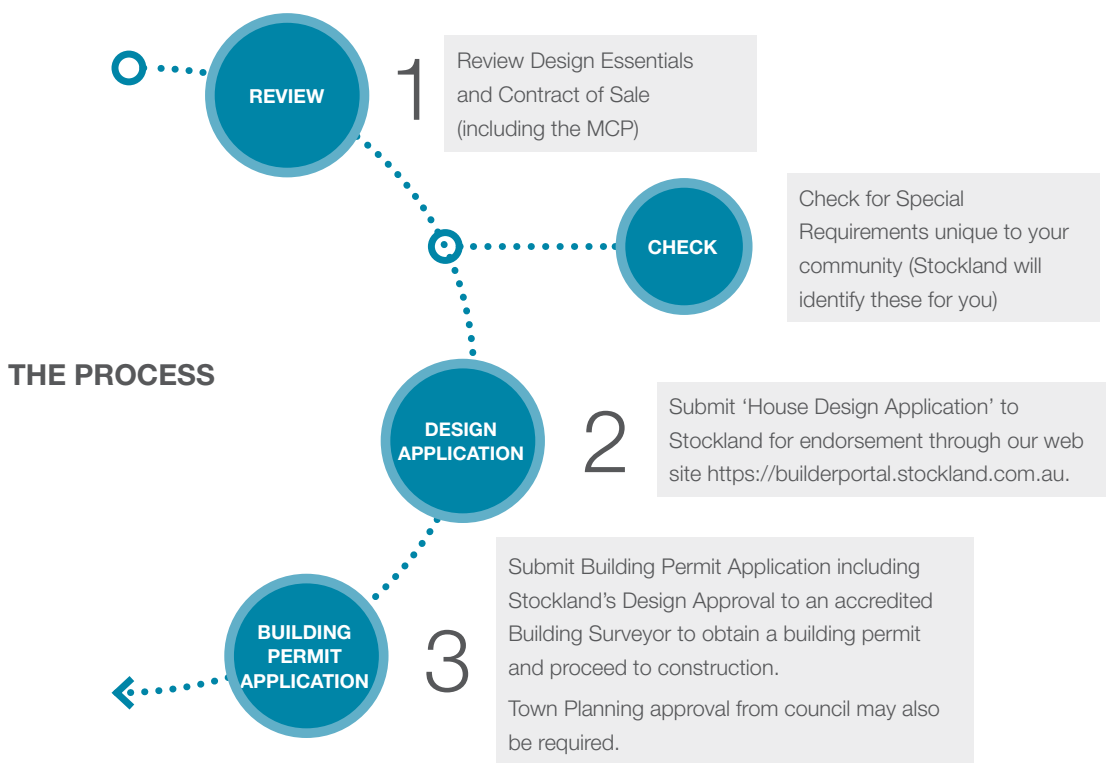 REVIEW
1
Review Design Essentials
and Contract of Sale
(including the MCP)
CHECK
Check for Special
Requirements unique to your
community (Stockland will
identify these for you)
THE PROCESS
DESIGN
APPLICATION
2
Submit ‘House Design Application’ to
Stockland for endorsement through our web
site https://builderportal.stockland.com.au.
BUILDING
PERMIT
APPLICATION
3
Submit Building Permit Application including
Stockland’s Design Approval to an accredited
Building Surveyor to obtain a building permit
and proceed to construction.
Town Planning approval from council may also
be required.